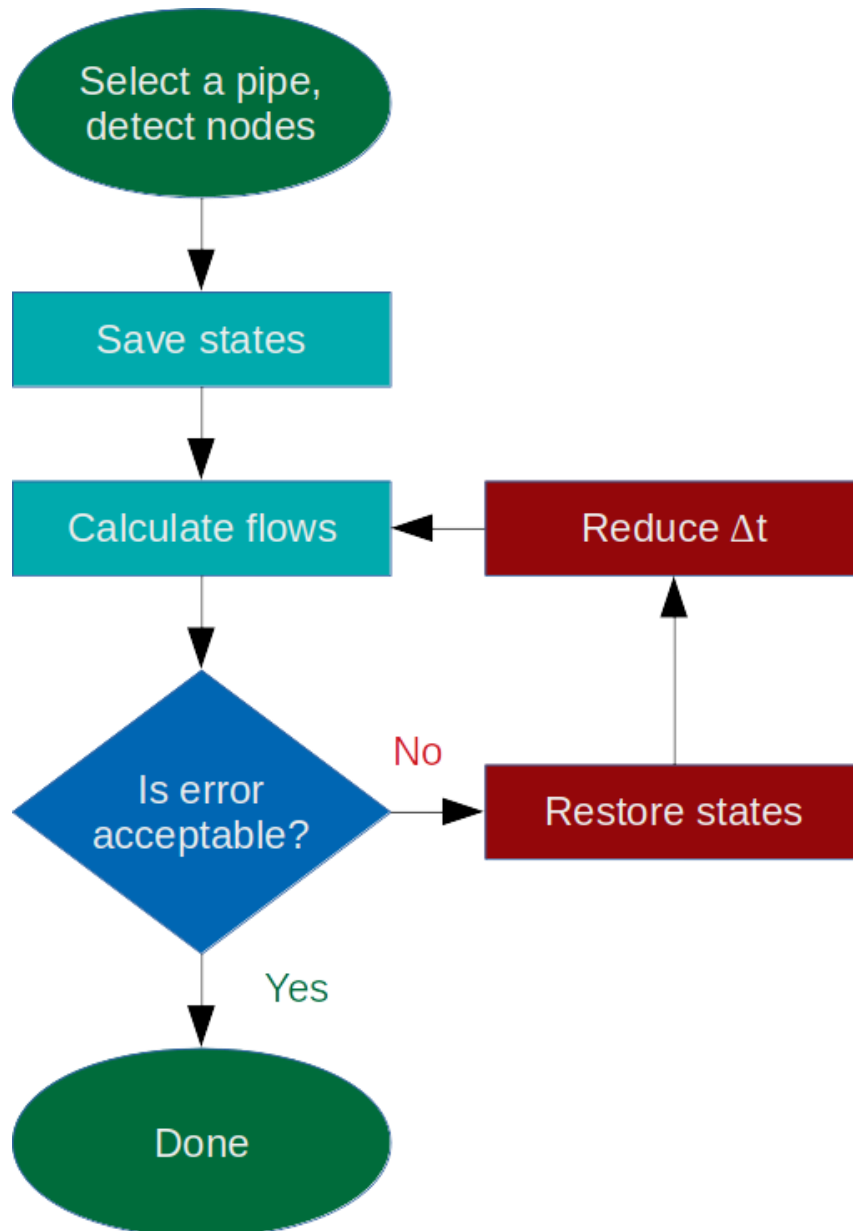 Select a pipe,
detect nodes
Save states
Calculate flows
Reduce Δt
Is error
acceptable?
No
Restore states
Yes
Done